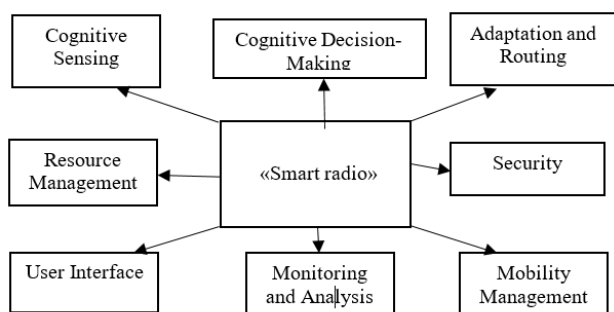 Cognitive
Sensing
Cognitive Decision-
Making
Adaptation and
Routing
Resource
Management
«Smart radio»
Security
User Interface
Monitoring
and Analysis
Mobility
Management